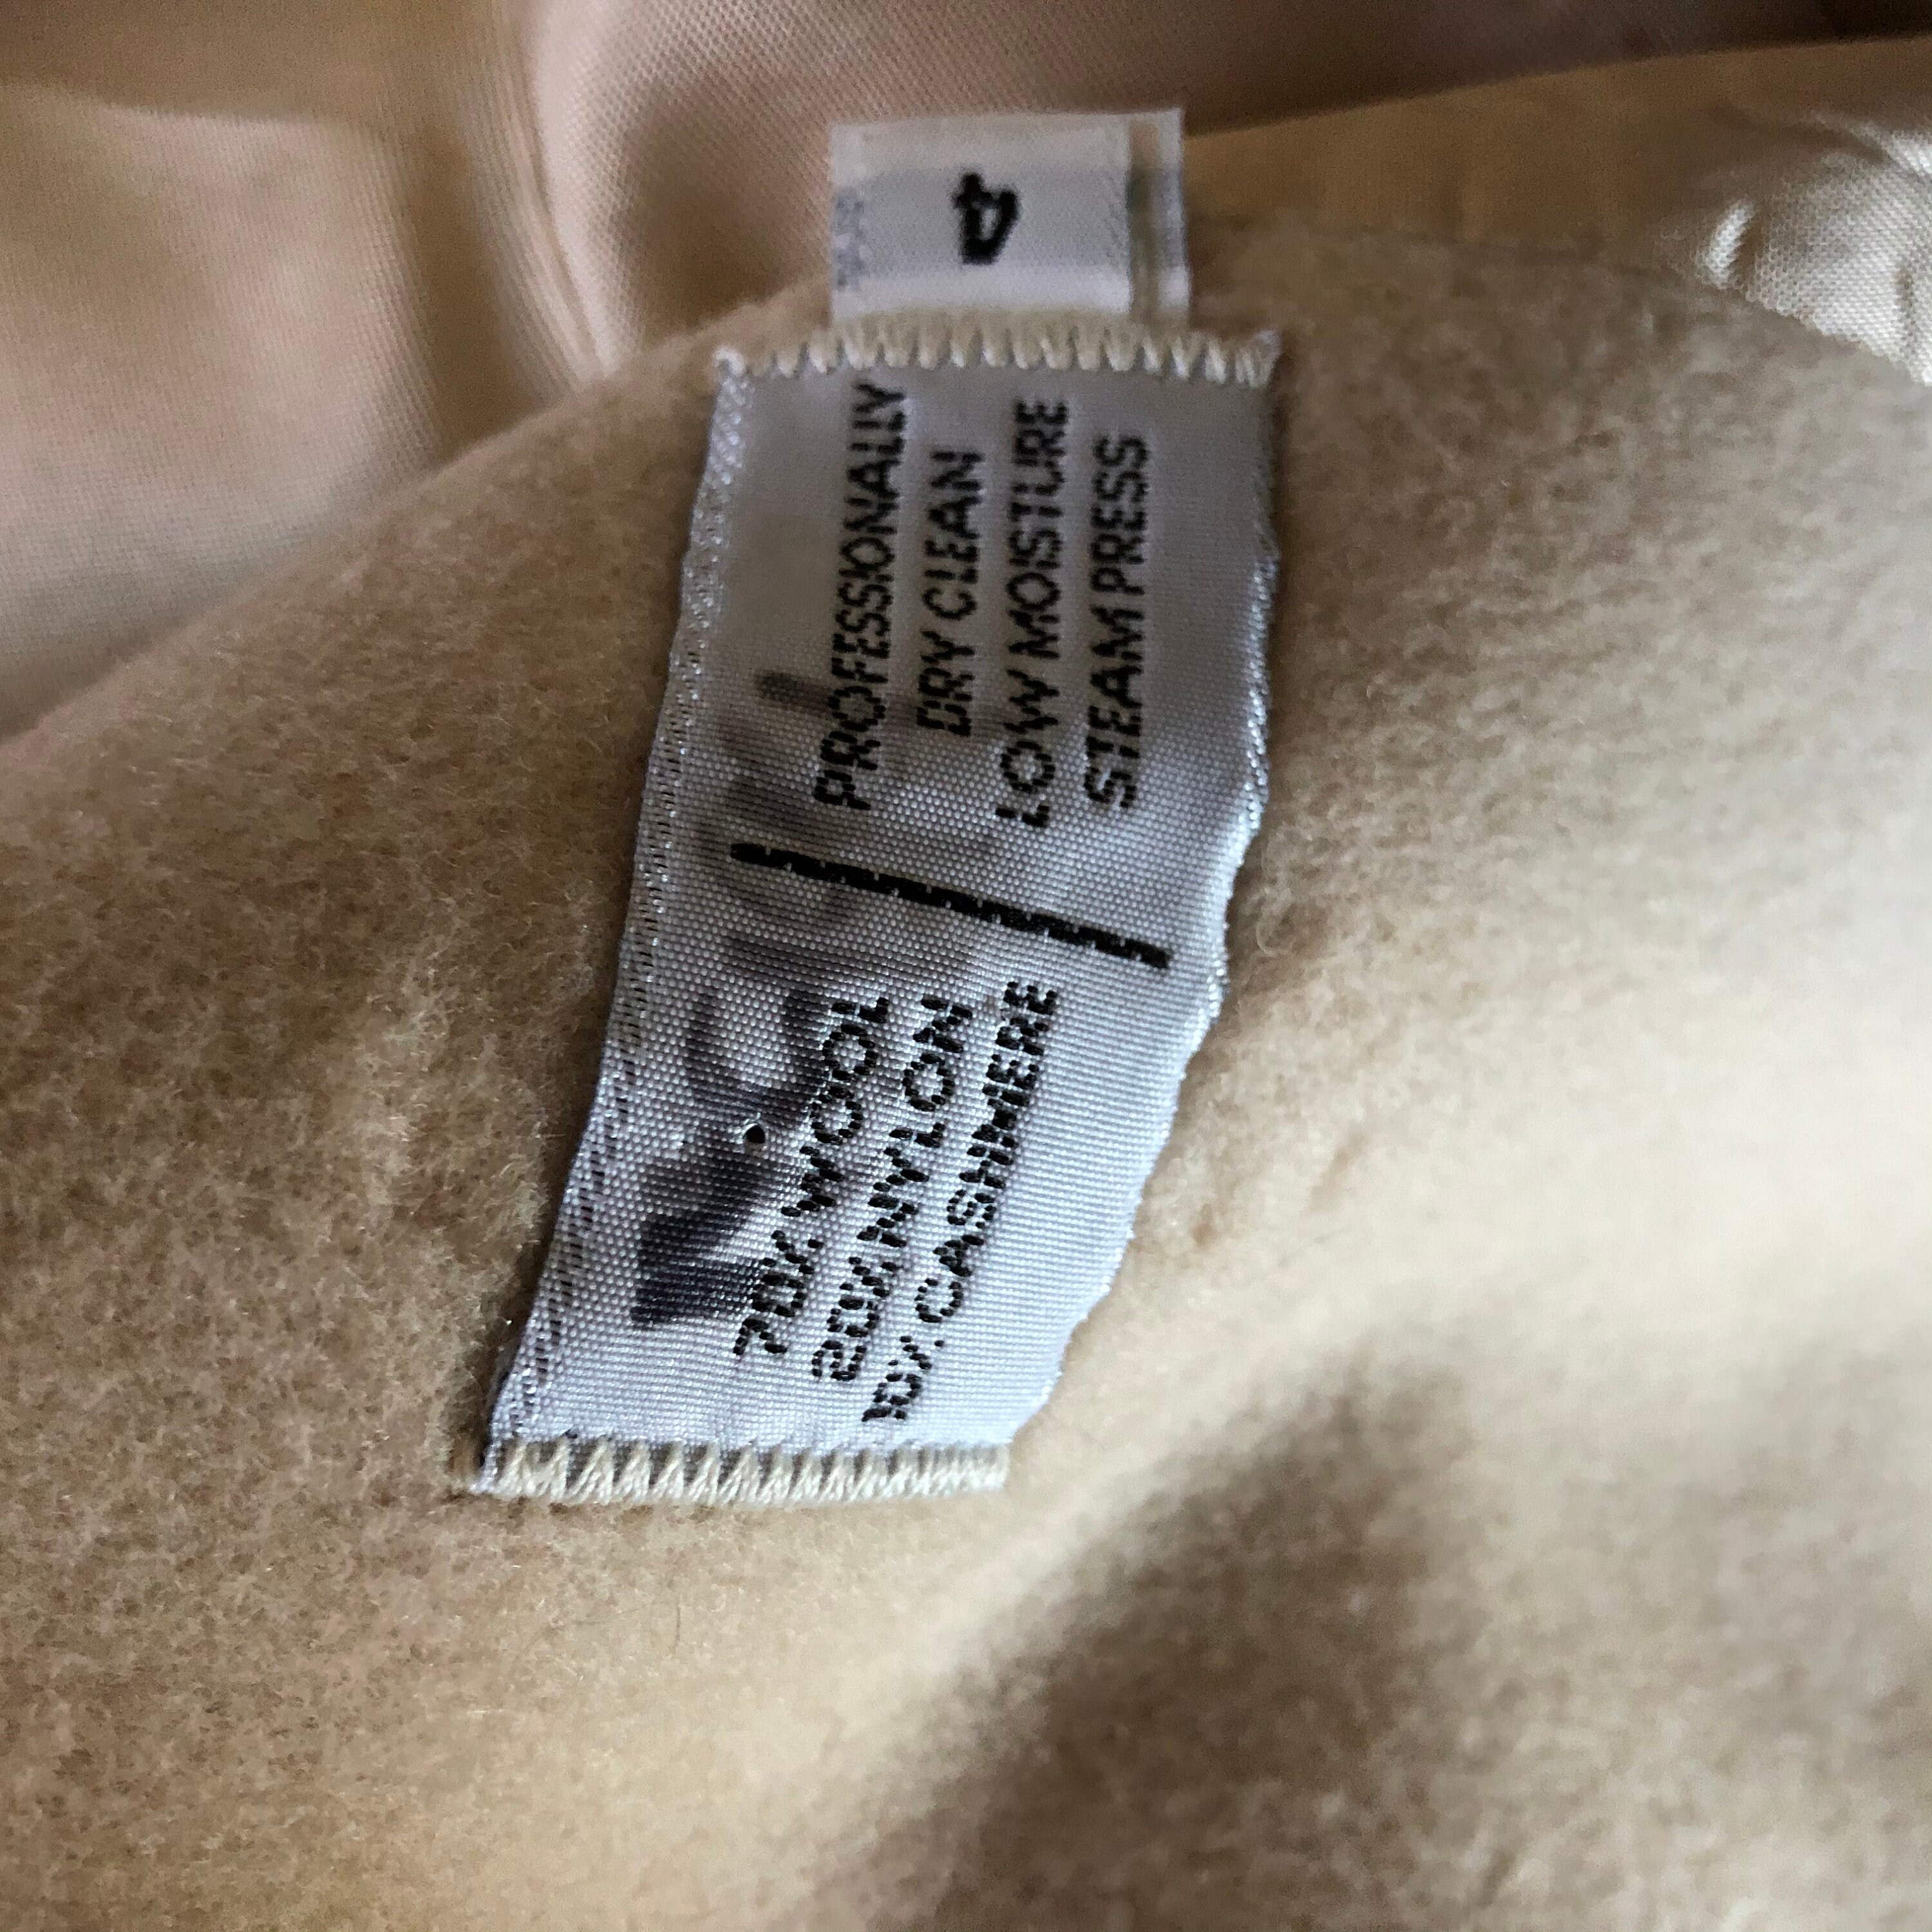 4
PROFESSIONALLY
DRY CLEAN
LOW MOISTURE
STEAM PRESS
70% WOOL
20% NYLON
10% CASHMERE